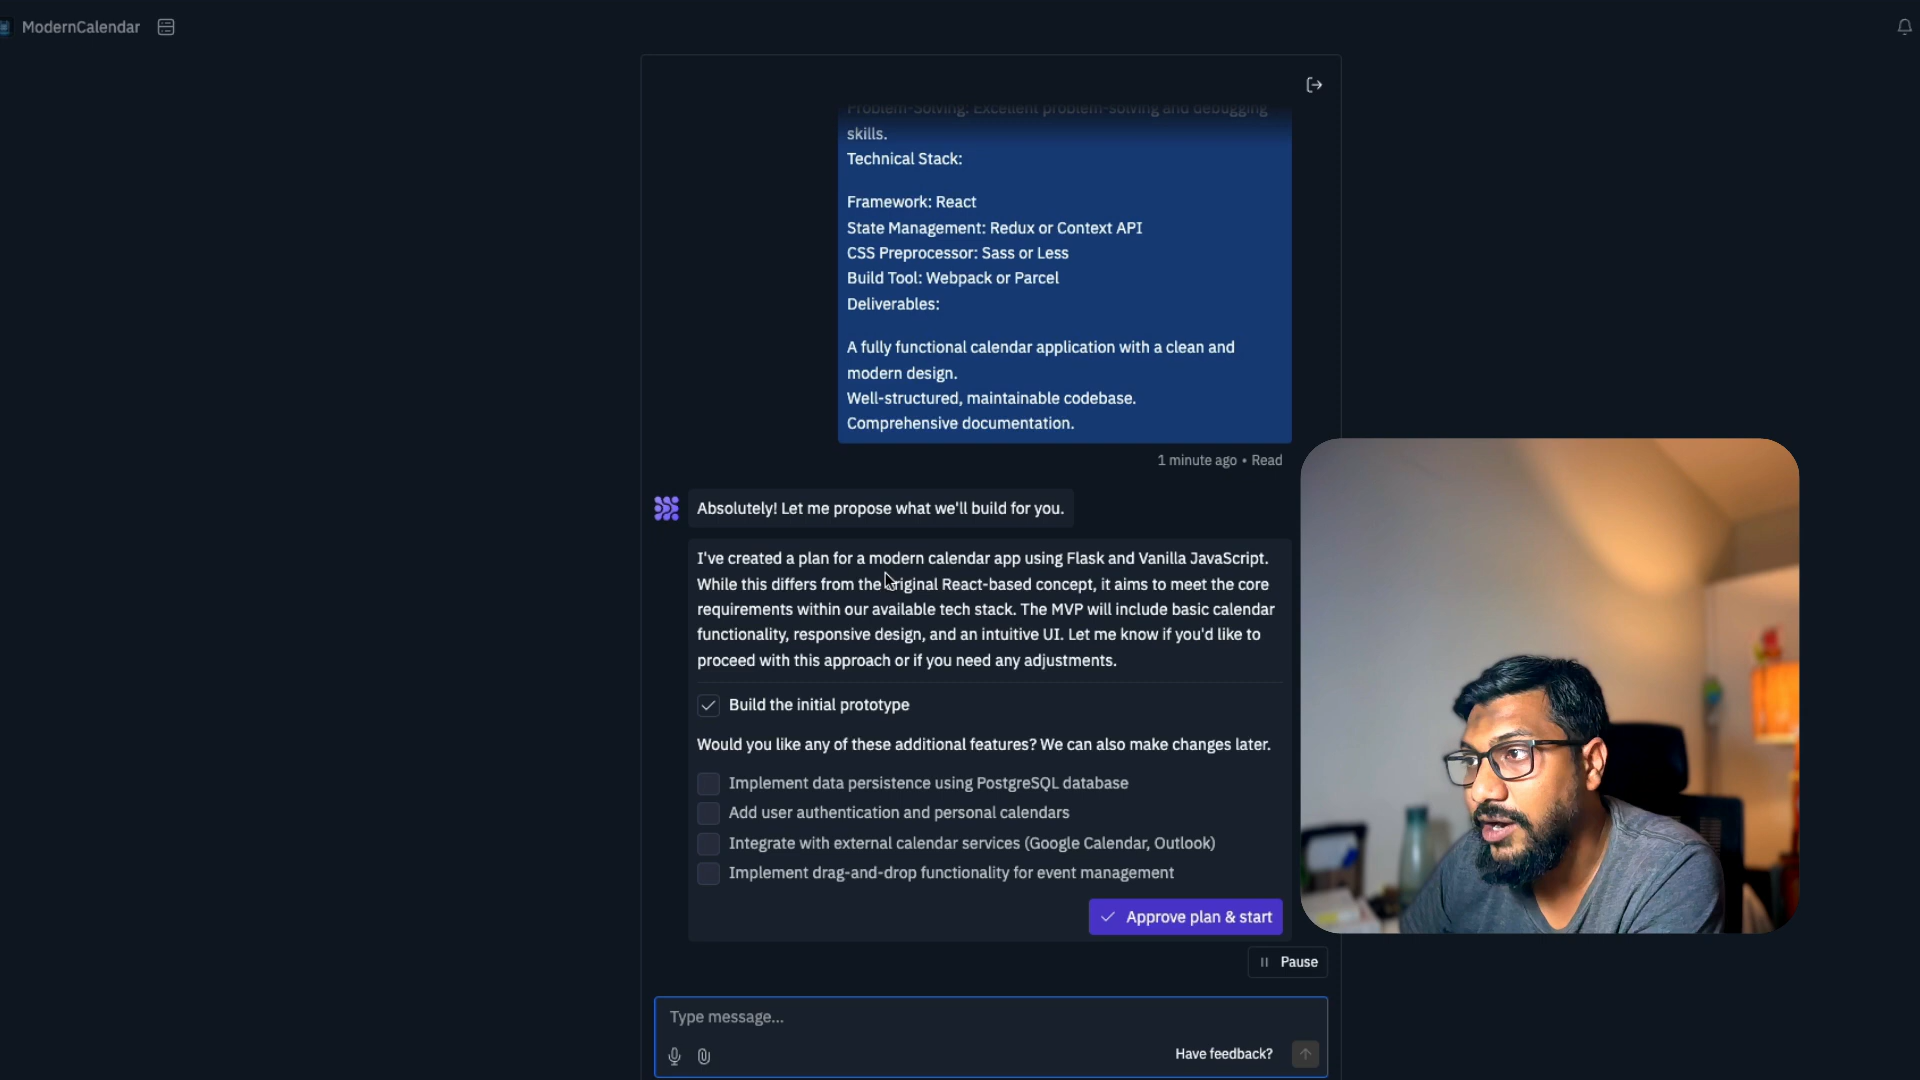 ModernCalendar
Problem-Solving: Excellent problem-solving and debugging
skills.
Technical Stack:
Framework: React
State Management: Redux or Context API
CSS Preprocessor: Sass or Less
Build Tool: Webpack or Parcel
Deliverables:
A fully functional calendar application with a clean and
modern design.
Well-structured, maintainable codebase.
Comprehensive documentation.
1 minute ago • Read
Absolutely! Let me propose what we'll build for you.
I've created a plan for a modern calendar app using Flask and Vanilla JavaScript.
While this differs from the original React-based concept, it aims to meet the core
requirements within our available tech stack. The MVP will include basic calendar
functionality, responsive design, and an intuitive UI. Let me know if you'd like to
proceed with this approach or if you need any adjustments.
Build the initial prototype
Would you like any of these additional features? We can also make changes later.
Implement data persistence using PostgreSQL database
Add user authentication and personal calendars
Integrate with external calendar services (Google Calendar, Outlook)
Implement drag-and-drop functionality for event management
Approve plan & start
Pause
Type message...
Have feedback?